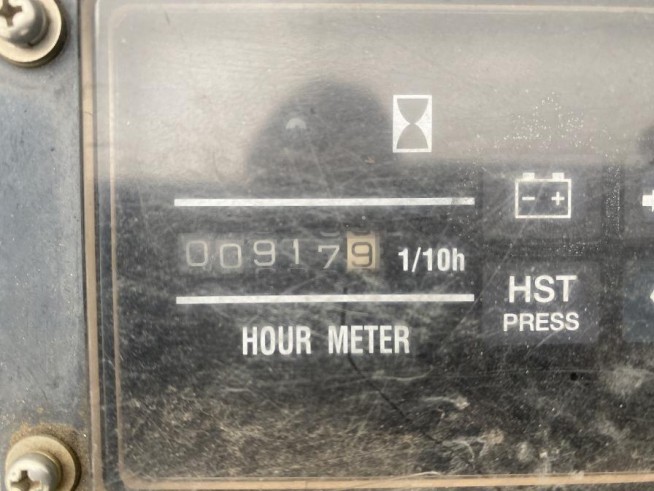 009179 1/10h
HOUR METER
- +
HST
PRESS